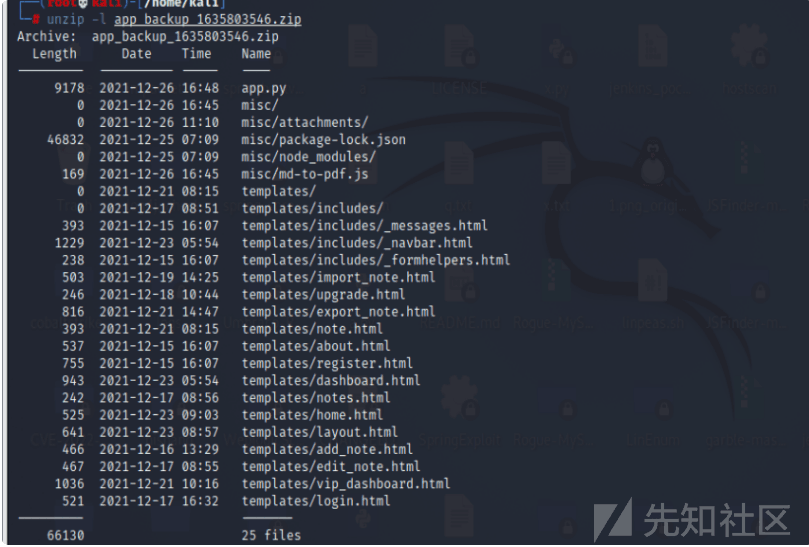 ┌──(root💀kali)-[/home/kali]
└─# unzip -l app_backup_1635803546.zip
Archive:  app_backup_1635803546.zip
  Length      Date    Time    Name
---------  ---------- -----   ----
     9178  2021-12-26 16:48   app.py
        0  2021-12-26 16:45   misc/
        0  2021-12-26 11:10   misc/attachments/
    46832  2021-12-25 07:09   misc/package-lock.json
        0  2021-12-25 07:09   misc/node_modules/
      169  2021-12-26 16:45   misc/md-to-pdf.js
        0  2021-12-21 08:15   templates/
        0  2021-12-17 08:51   templates/includes/
      393  2021-12-15 16:07   templates/includes/_messages.html
     1229  2021-12-23 05:54   templates/includes/_navbar.html
      238  2021-12-15 16:07   templates/includes/_formhelpers.html
      503  2021-12-19 14:25   templates/import_note.html
      246  2021-12-18 10:44   templates/upgrade.html
      816  2021-12-21 14:47   templates/export_note.html
      393  2021-12-21 08:15   templates/note.html
      537  2021-12-15 16:07   templates/about.html
      755  2021-12-15 16:07   templates/register.html
      943  2021-12-23 05:54   templates/dashboard.html
      242  2021-12-17 08:56   templates/notes.html
      525  2021-12-23 09:03   templates/home.html
      641  2021-12-23 08:57   templates/layout.html
      466  2021-12-16 13:29   templates/add_note.html
      467  2021-12-17 08:55   templates/edit_note.html
     1036  2021-12-21 10:16   templates/vip_dashboard.html
      521  2021-12-17 16:32   templates/login.html
---------                     -------
    66130                     25 files
先知社区